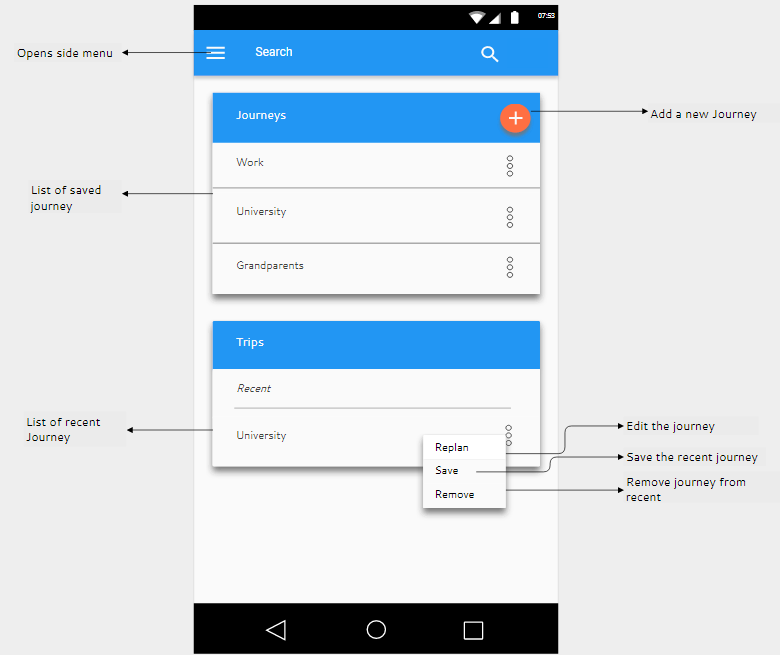 07:53
Opens side menu
Search
Journeys
Add a new Journey
Work
List of saved
journey
University
Grandparents
Trips
Recent
List of recent
Journey
University
Edit the journey
Replan
Save the recent journey
Save
Remove journey from
recent
Remove